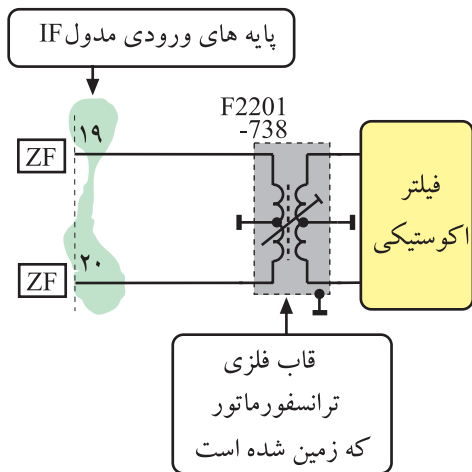 پایه های ورودی مدول IF
F2201
-738
۱۹
ZF
۲۰
ZF
فیلتر
اکوستیکی
قاب فلزی
ترانسفورماتور
که زمین شده است